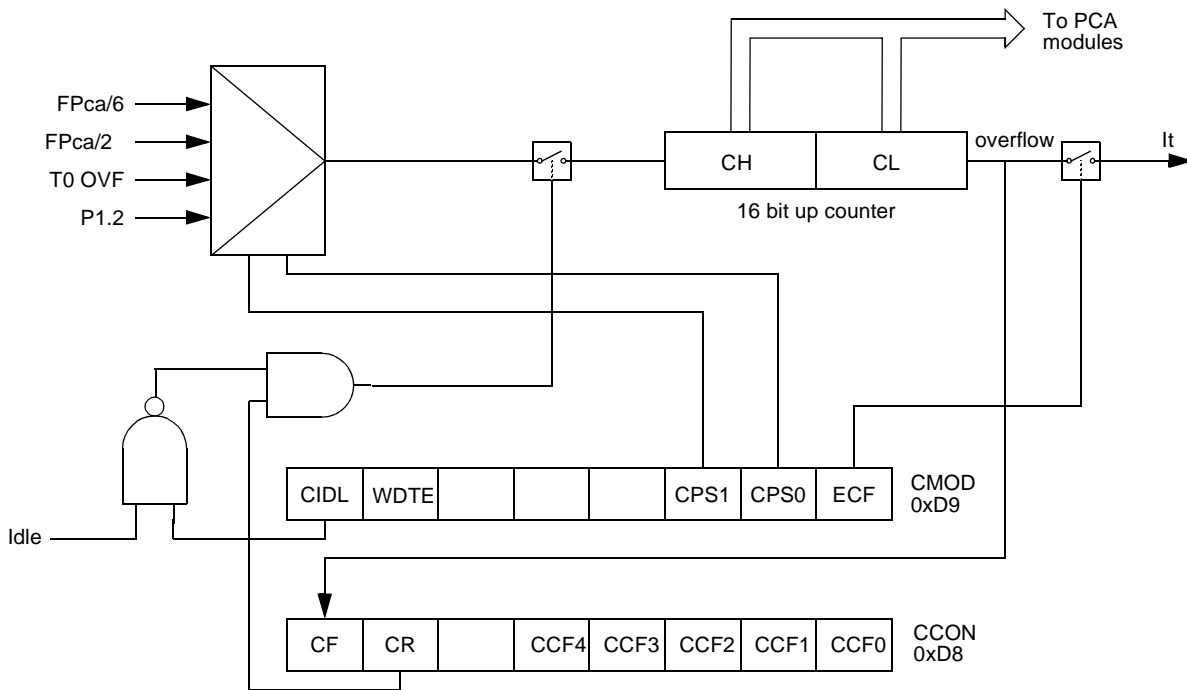 To PCA
modules
FPca/6
FPca/2
T0 OVF
P1.2
CH
CL
overflow
It
16 bit up counter
CIDL WDTE CPS1 CPS0 ECF
CMOD
0xD9
Idle
CF CR CCF4 CCF3 CCF2 CCF1 CCF0
CCON
0xD8